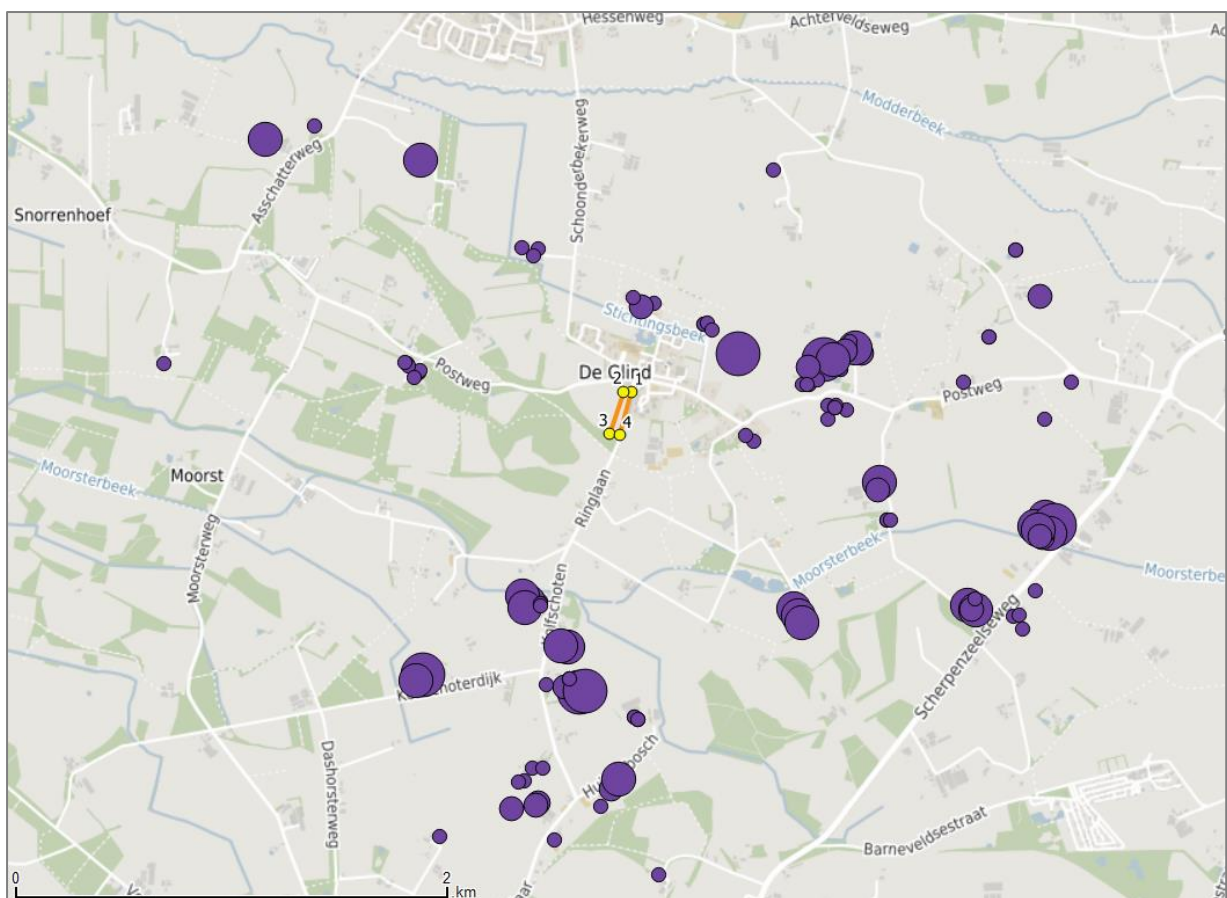 Hessenweg
Achterveldseweg
Schoonderbekerweg
Modderbeek
Asschatterweg
Snorrenhoef
Stichtingsbeek
De Glind
2 1
Postweg
Postweg
3 4
Moorst
Moorsterbeek
Ringlaan
Moorsterweg
Moorsterbeek
Scherpenzeelseweg
Dashorsterweg
Barneveldsestraat
0 2
km